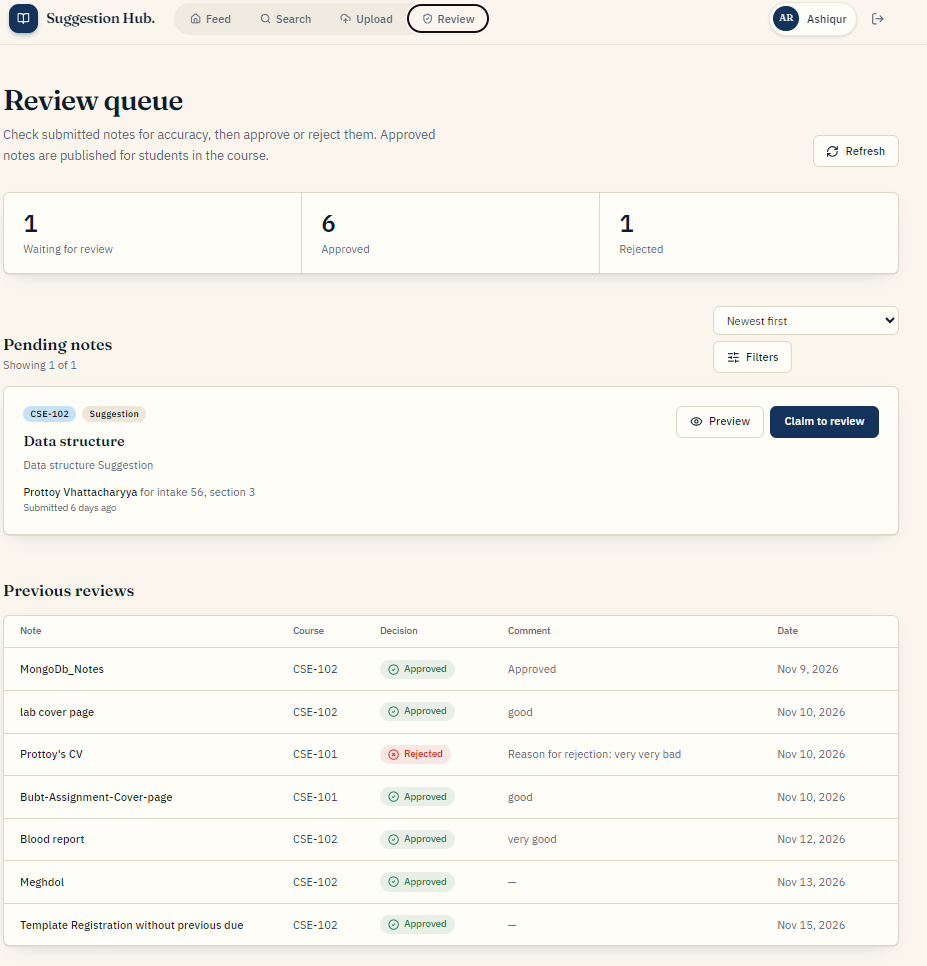 Suggestion Hub. Feed Search Upload Review AR Ashiqur
Review queue
Check submitted notes for accuracy, then approve or reject them. Approved
notes are published for students in the course.
Refresh
1 6 1
Waiting for review Approved Rejected
Newest first
Pending notes
Showing 1 of 1
Filters
CSE-102 Suggestion
Preview Claim to review
Data structure
Data structure Suggestion
Prottoy Vhattacharyya for intake 56, section 3
Submitted 6 days ago
Previous reviews
Note Course Decision Comment Date
MongoDb_Notes CSE-102 Approved Approved Nov 9, 2026
lab cover page CSE-102 Approved good Nov 10, 2026
Prottoy's CV CSE-101 Rejected Reason for rejection: very very bad Nov 10, 2026
Bubt-Assignment-Cover-page CSE-101 Approved good Nov 10, 2026
Blood report CSE-102 Approved very good Nov 12, 2026
Meghdol CSE-102 Approved — Nov 13, 2026
Template Registration without previous due CSE-102 Approved — Nov 15, 2026